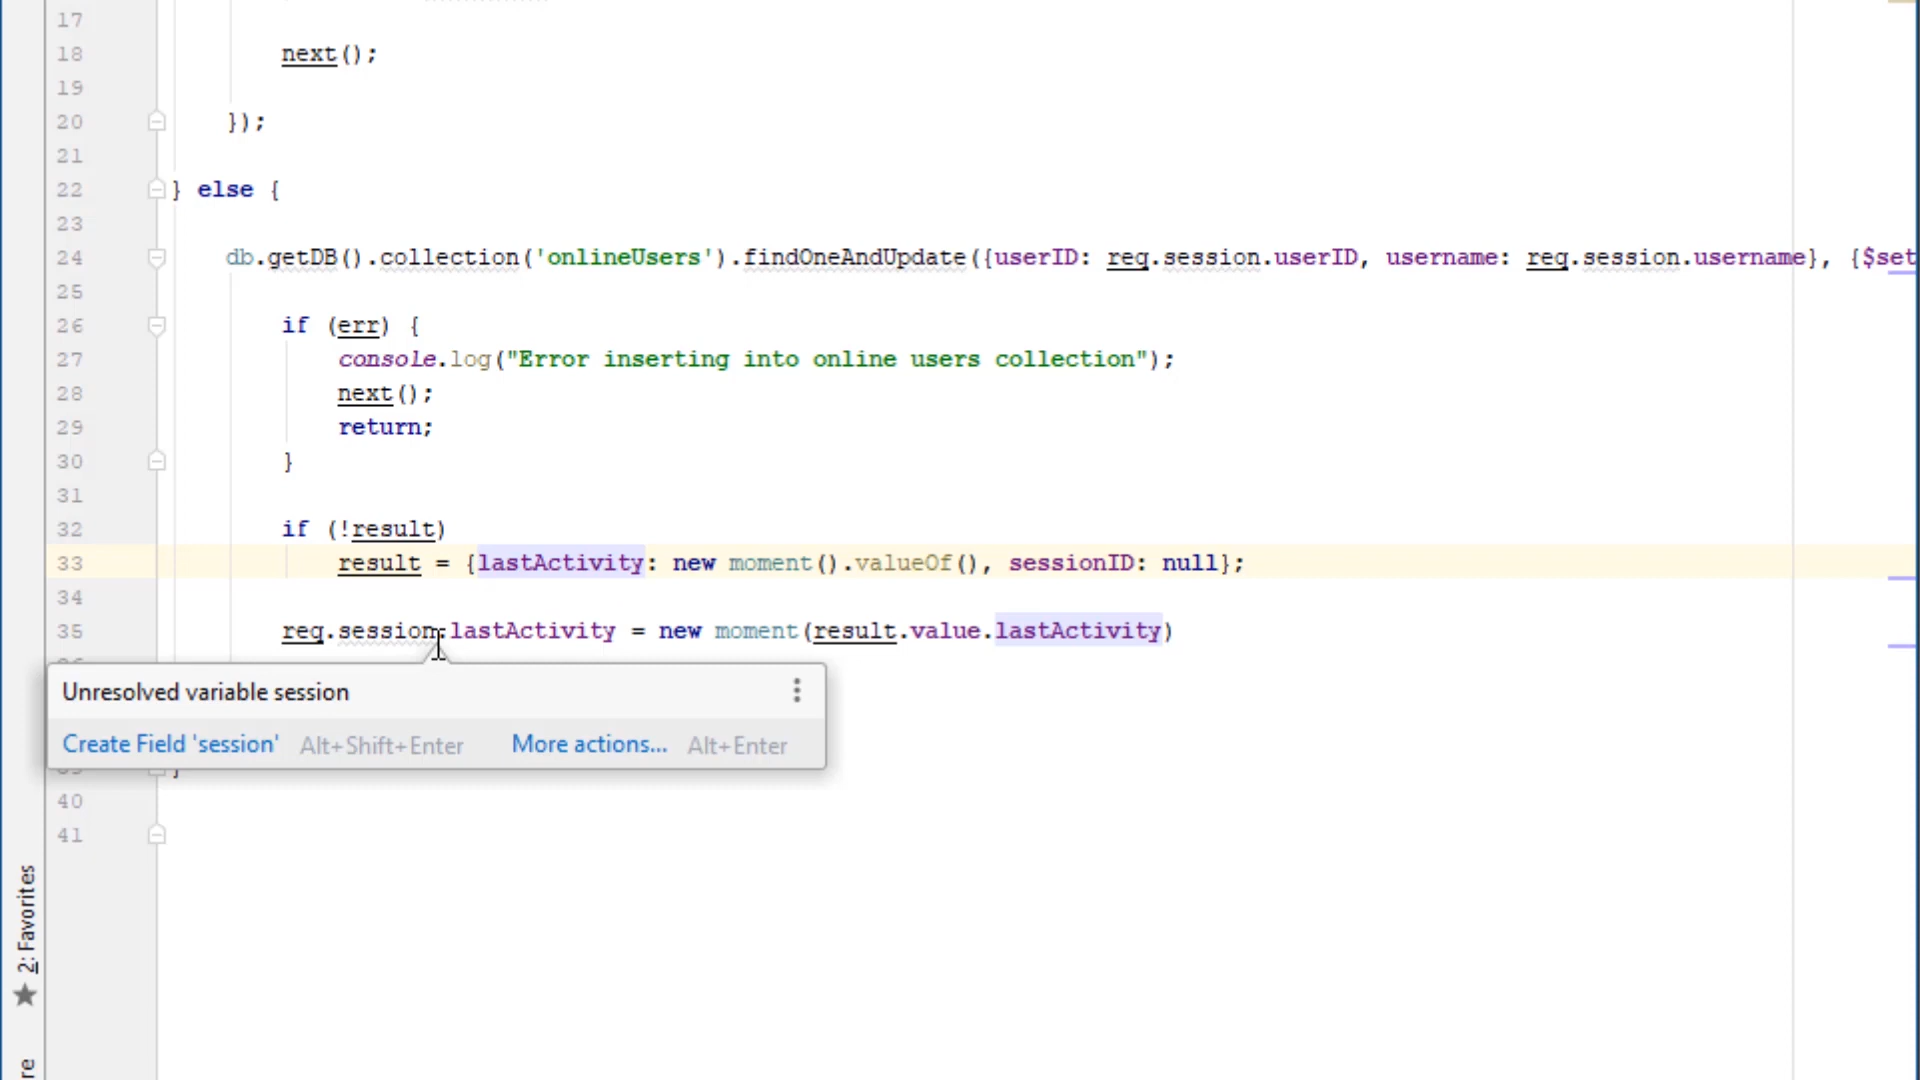 17
18 next();
19
20 });
21
22 } else {
23
24 db.getDB().collection('onlineUsers').findOneAndUpdate({userID: req.session.userID, username: req.session.username}, {$set
25
26 if (err) {
27 console.log("Error inserting into online users collection");
28 next();
29 return;
30 }
31
32 if (!result)
33 result = {lastActivity: new moment().valueOf(), sessionID: null};
34
35 req.session.lastActivity = new moment(result.value.lastActivity)
Unresolved variable session
Create Field 'session' Alt+Shift+Enter More actions... Alt+Enter
40
41
2: Favorites
re